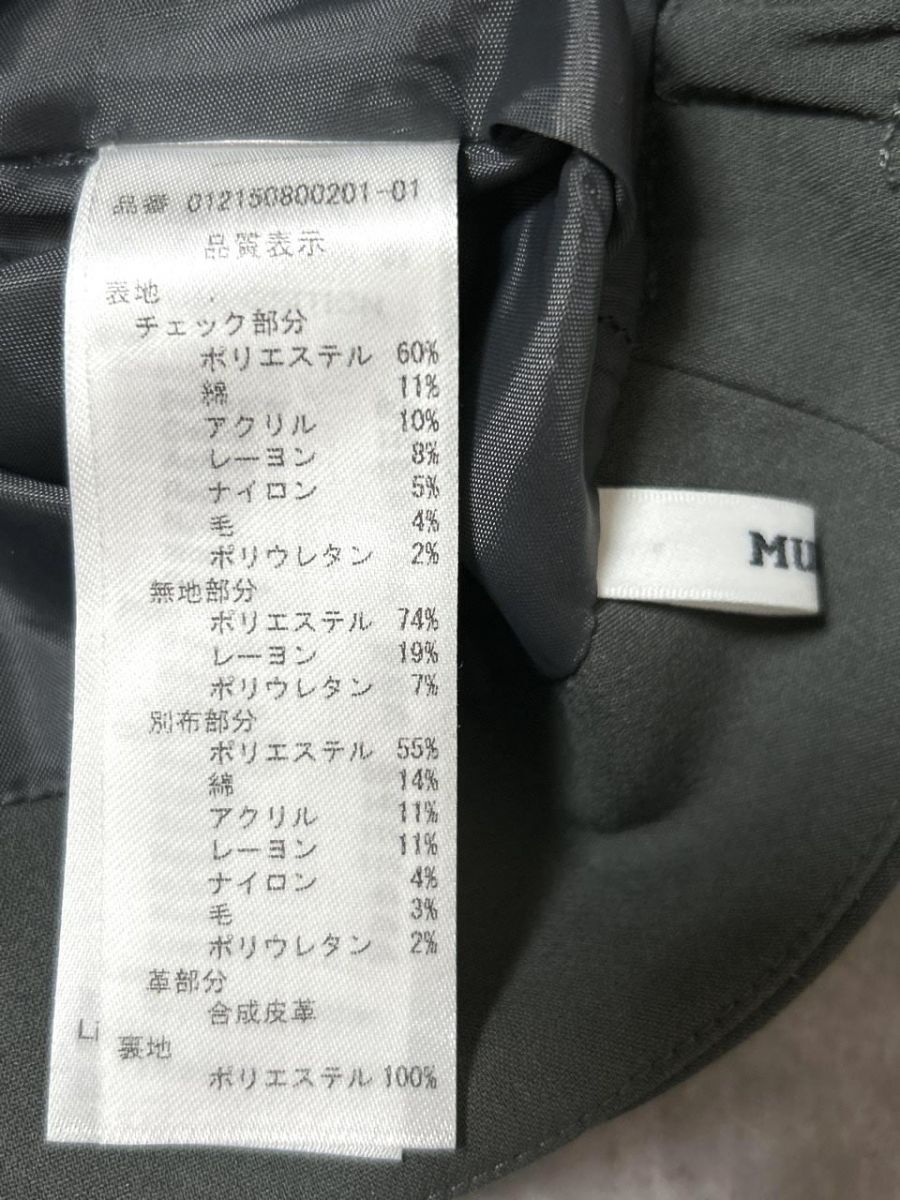 品番 012150800201-01
品質表示
表地
チェック部分
ポリエステル 60%
綿 11%
アクリル 10%
レーヨン 8%
ナイロン 5%
毛 4%
ポリウレタン 2%
無地部分
ポリエステル 74%
レーヨン 19%
ポリウレタン 7%
別布部分
ポリエステル 55%
綿 14%
アクリル 11%
レーヨン 11%
ナイロン 4%
毛 3%
ポリウレタン 2%
革部分
合成皮革
裏地
ポリエステル 100%
Li
MU